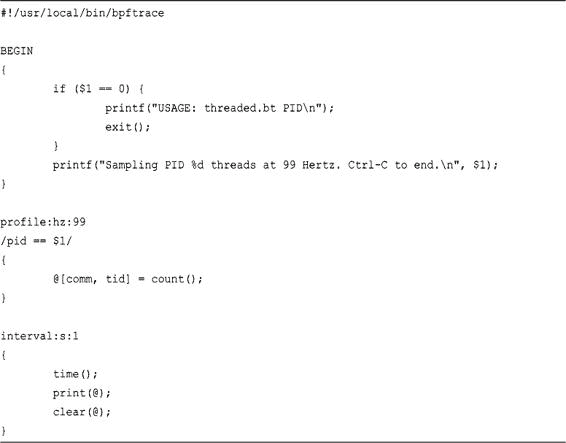 #!/usr/local/bin/bpftrace
BEGIN
{
        if ($1 == 0) {
                printf("USAGE: threaded.bt PID\n");
                exit();
        }
        printf("Sampling PID %d threads at 99 Hertz. Ctrl-C to end.\n", $1);
}
profile:hz:99
/pid == $1/
{
        @[comm, tid] = count();
}
interval:s:1
{
        time();
        print(@);
        clear(@);
}